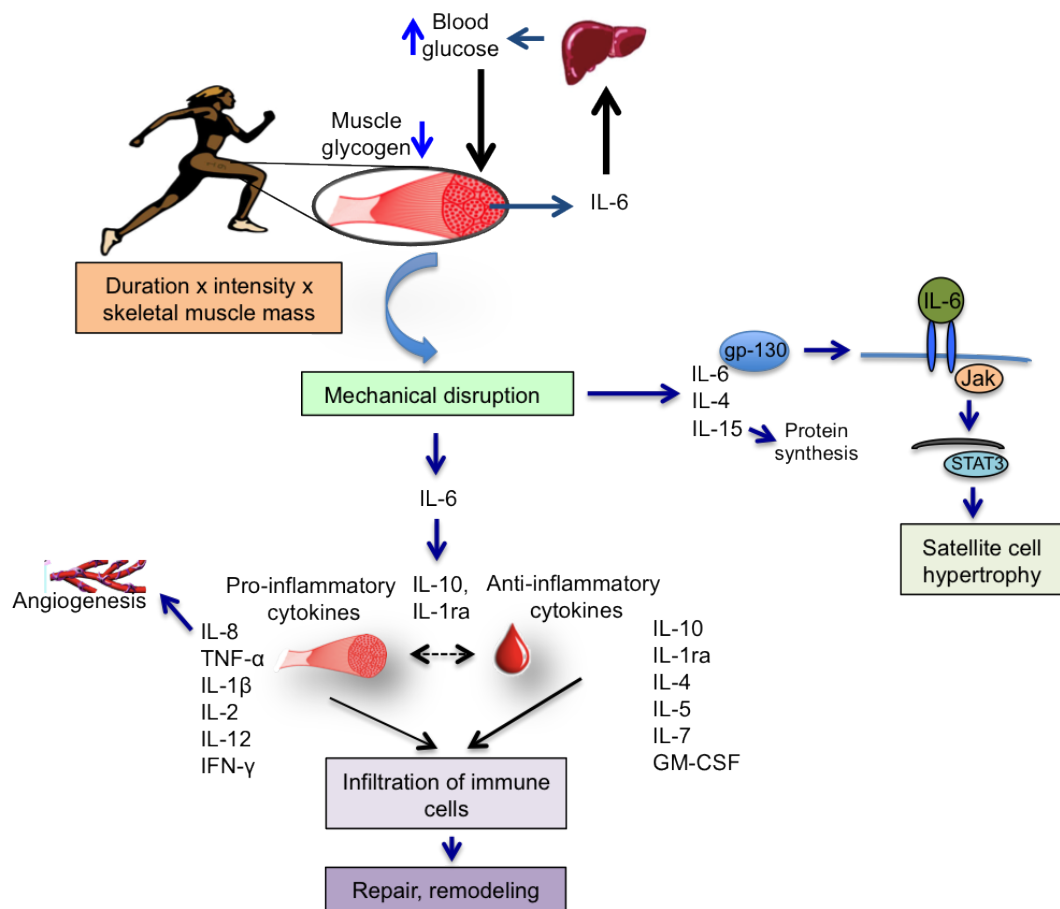 Blood
glucose
Muscle
glycogen
IL-6
Duration x intensity x
skeletal muscle mass
Mechanical disruption
gp-130
IL-6
IL-4
IL-15
Protein
synthesis
IL-6
Jak
STAT3
Satellite cell
hypertrophy
IL-6
IL-10,
IL-1ra
Pro-inflammatory
cytokines
Anti-inflammatory
cytokines
Angiogenesis
IL-8
TNF-α
IL-1β
IL-2
IL-12
IFN-γ
IL-10
IL-1ra
IL-4
IL-5
IL-7
GM-CSF
Infiltration of immune
cells
Repair, remodeling